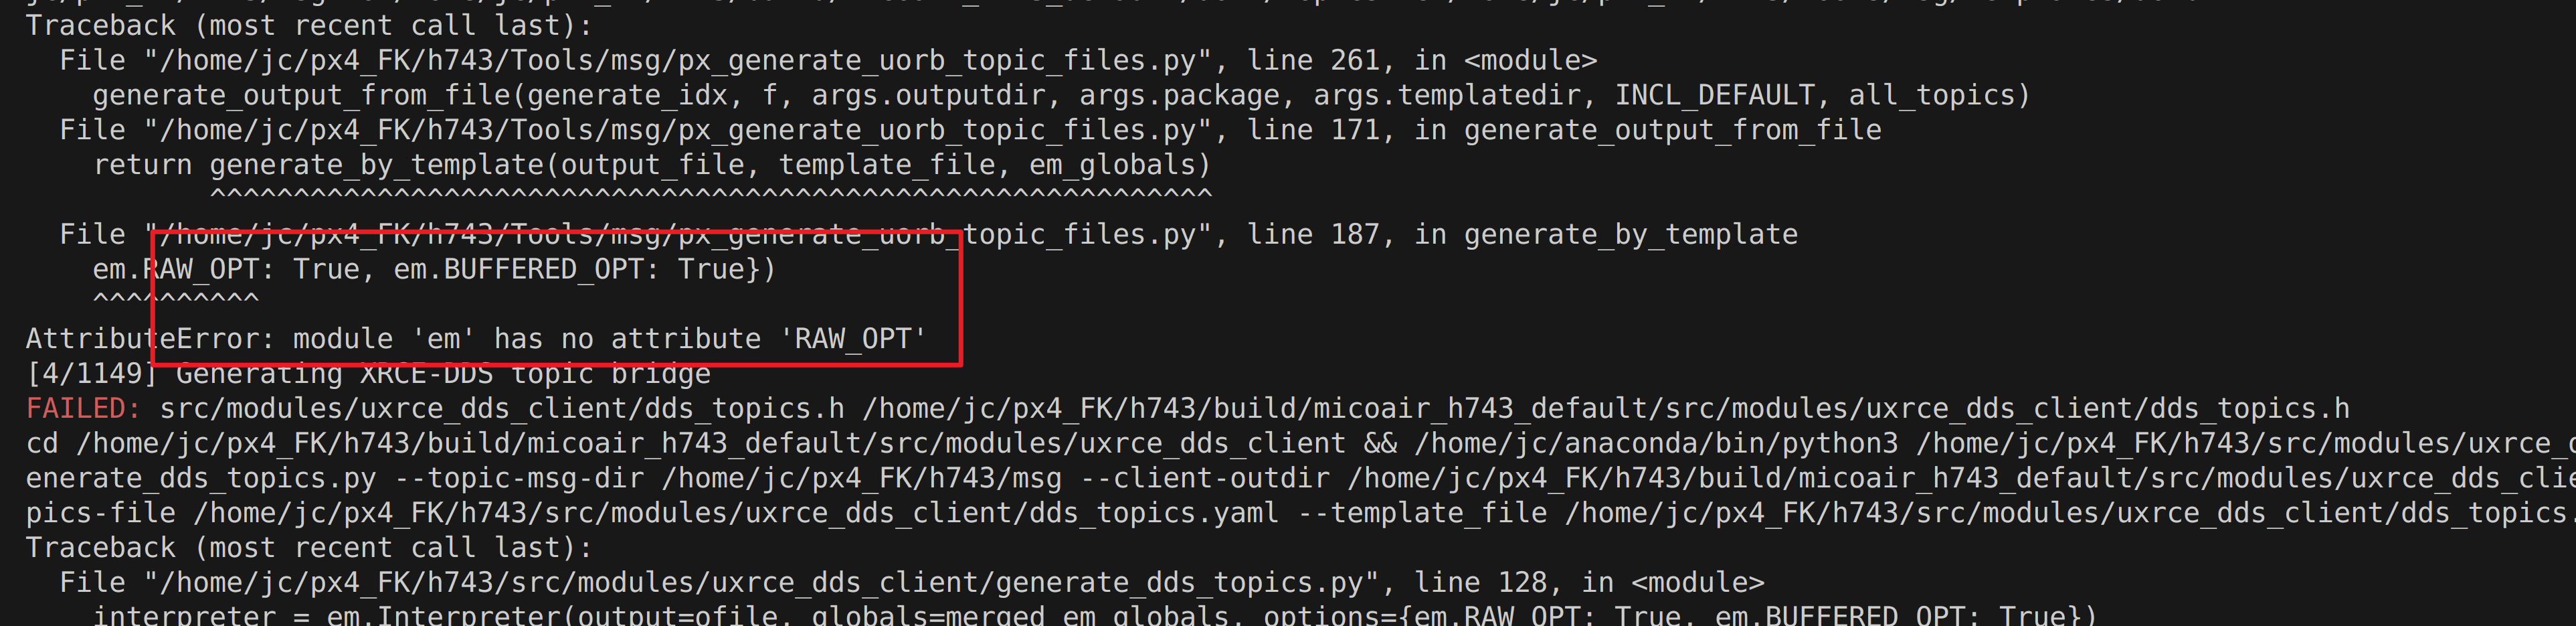 Traceback (most recent call last):
  File "/home/jc/px4_FK/h743/Tools/msg/px_generate_uorb_topic_files.py", line 261, in <module>
    generate_output_from_file(generate_idx, f, args.outputdir, args.package, args.templatedir, INCL_DEFAULT, all_topics)
  File "/home/jc/px4_FK/h743/Tools/msg/px_generate_uorb_topic_files.py", line 171, in generate_output_from_file
    return generate_by_template(output_file, template_file, em_globals)
           ^^^^^^^^^^^^^^^^^^^^^^^^^^^^^^^^^^^^^^^^^^^^^^^^^^^^^^^^^^^^
  File "/home/jc/px4_FK/h743/Tools/msg/px_generate_uorb_topic_files.py", line 187, in generate_by_template
    em.RAW_OPT: True, em.BUFFERED_OPT: True})
    ^^^^^^^^^^
AttributeError: module 'em' has no attribute 'RAW_OPT'
[4/1149] Generating XRCE-DDS topic bridge
FAILED: src/modules/uxrce_dds_client/dds_topics.h /home/jc/px4_FK/h743/build/micoair_h743_default/src/modules/uxrce_dds_client/dds_topics.h
cd /home/jc/px4_FK/h743/build/micoair_h743_default/src/modules/uxrce_dds_client && /home/jc/anaconda/bin/python3 /home/jc/px4_FK/h743/src/modules/uxrce_d
enerate_dds_topics.py --topic-msg-dir /home/jc/px4_FK/h743/msg --client-outdir /home/jc/px4_FK/h743/build/micoair_h743_default/src/modules/uxrce_dds_clie
pics-file /home/jc/px4_FK/h743/src/modules/uxrce_dds_client/dds_topics.yaml --template_file /home/jc/px4_FK/h743/src/modules/uxrce_dds_client/dds_topics.
Traceback (most recent call last):
  File "/home/jc/px4_FK/h743/src/modules/uxrce_dds_client/generate_dds_topics.py", line 128, in <module>
    interpreter = em.Interpreter(output=ofile, globals=merged_em_globals, options={em.RAW_OPT: True, em.BUFFERED_OPT: True})